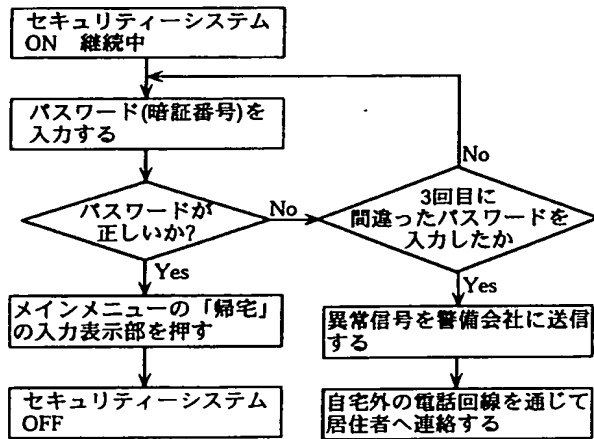 セキュリティーシステム
ON 継続中
パスワード(暗証番号)を
入力する
パスワードが
正しいか?
No
Yes
3回目に
間違ったパスワードを
入力したか
No
Yes
メインメニューの「帰宅」
の入力表示部を押す
セキュリティーシステム
OFF
異常信号を警備会社に送信
する
自宅外の電話回線を通じて
居住者へ連絡する